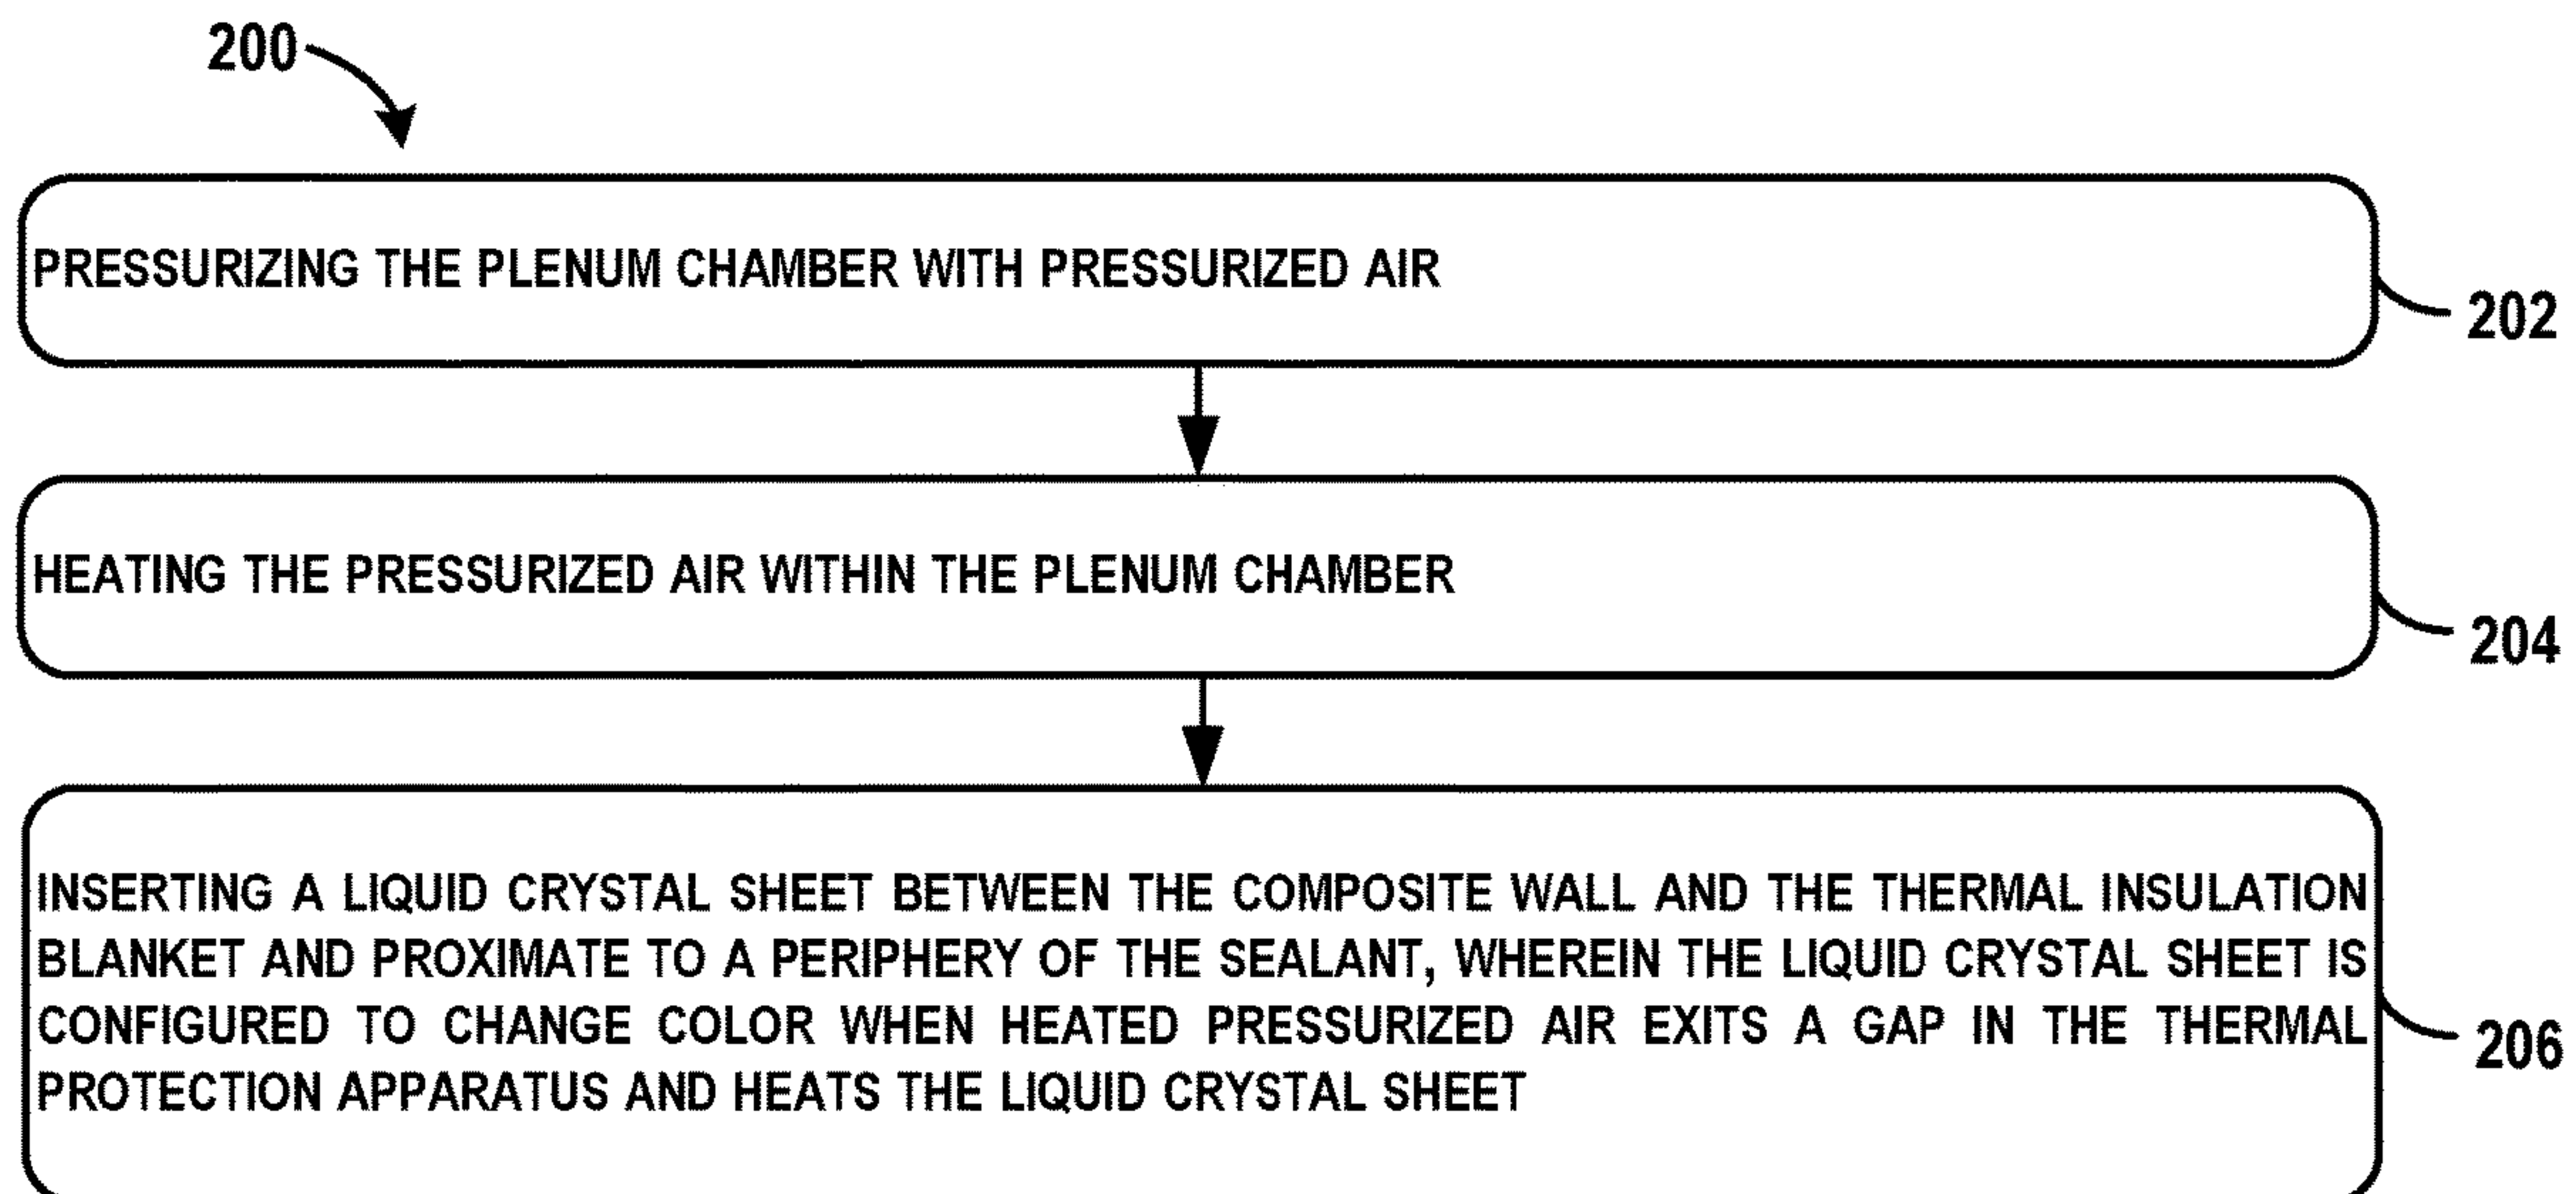 200
PRESSURIZING THE PLENUM CHAMBER WITH PRESSURIZED AIR
202
HEATING THE PRESSURIZED AIR WITHIN THE PLENUM CHAMBER
204
INSERTING A LIQUID CRYSTAL SHEET BETWEEN THE COMPOSITE WALL AND THE THERMAL INSULATION
BLANKET AND PROXIMATE TO A PERIPHERY OF THE SEALANT, WHEREIN THE LIQUID CRYSTAL SHEET IS
CONFIGURED TO CHANGE COLOR WHEN HEATED PRESSURIZED AIR EXITS A GAP IN THE THERMAL
PROTECTION APPARATUS AND HEATS THE LIQUID CRYSTAL SHEET
206